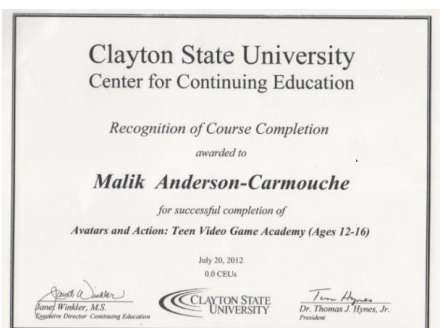 Clayton State University
Center for Continuing Education
Recognition of Course Completion
awarded to
Malik Anderson-Carmouche
for successful completion of
Avatars and Action: Teen Video Game Academy (Ages 12-16)
July 20, 2012
0.0 CEUs
Janet Winkler, M.S.
Executive Director Continuing Education
CLAYTON STATE
UNIVERSITY
Dr. Thomas J. Hynes, Jr.
President